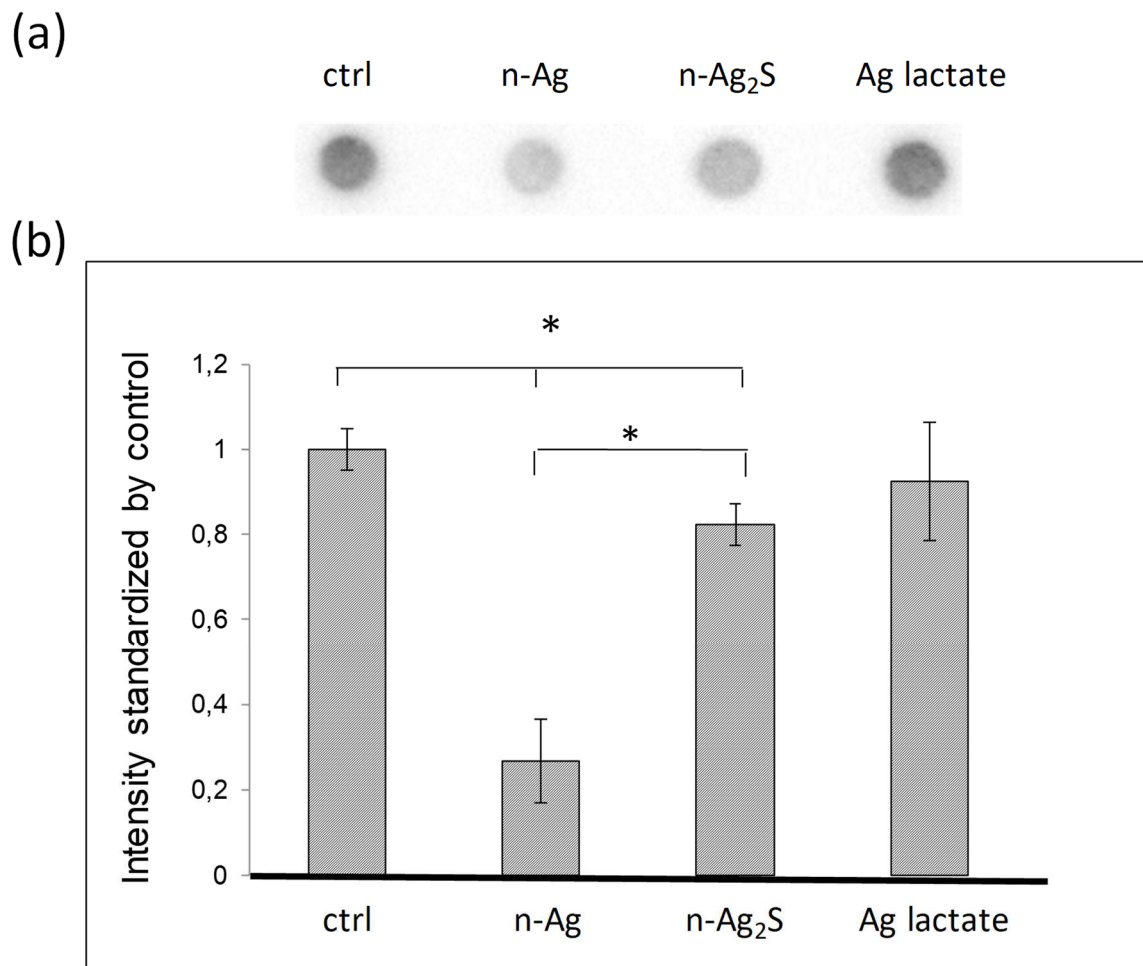 (a)
ctrl n-Ag n-Ag₂S Ag lactate
(b)
Intensity standardized by control
*
*
1,2
1
0,8
0,6
0,4
0,2
0
ctrl n-Ag n-Ag₂S Ag lactate